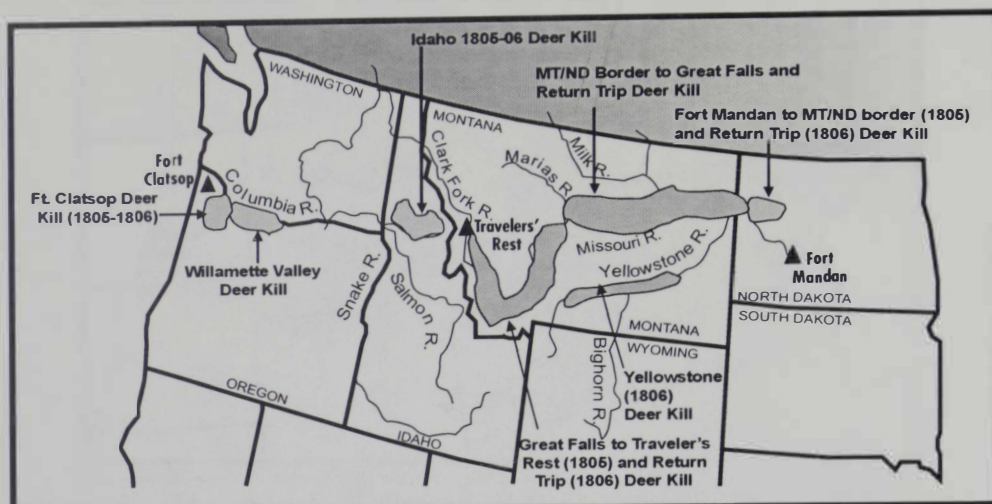 Idaho 1805-06 Deer Kill
WASHINGTON
MT/ND Border to Great Falls and
Return Trip Deer Kill
Fort Mandan to MT/ND border (1805)
and Return Trip (1806) Deer Kill
MONTANA
Milk R.
Marias R.
Clark Fork R.
Fort
Clatsop
Columbia R.
Ft. Clatsop Deer
Kill (1805-1806)
Travelers'
Rest
Missouri R.
Yellowstone R.
Fort
Mandan
Willamette Valley
Deer Kill
Snake R.
Salmon R.
NORTH DAKOTA
SOUTH DAKOTA
MONTANA
WYOMING
Bighorn R.
Yellowstone
(1806)
Deer Kill
OREGON
IDAHO
Great Falls to Traveler's
Rest (1805) and Return
Trip (1806) Deer Kill